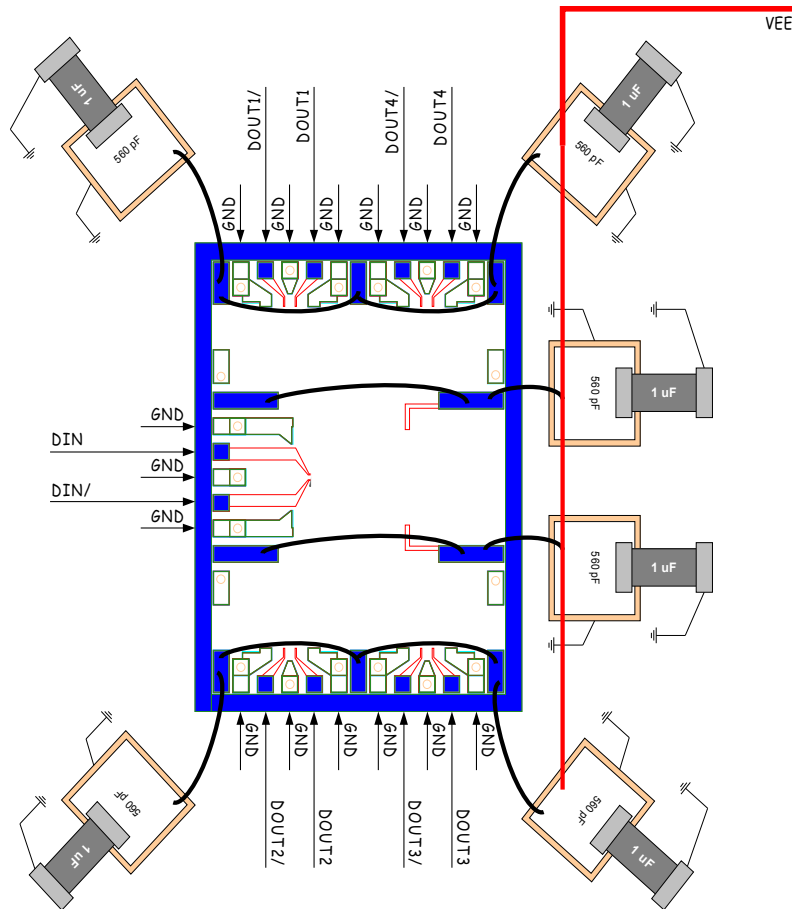 VEE
1 uF
560 pF
DOUT1/
DOUT1
DOUT4/
DOUT4
1 uF
560 pF
GND
GND
GND
GND
GND
GND
560 pF
1 uF
GND
DIN
GND
DIN/
GND
560 pF
1 uF
GND
GND
GND
GND
GND
GND
560 pF
1 uF
DOUT2/
DOUT2
DOUT3/
DOUT3
560 pF
1 uF